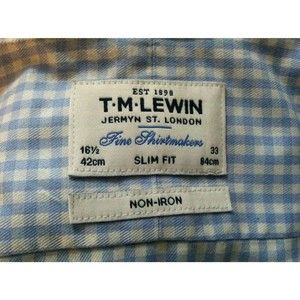 EST 1898
T·M·LEWIN
JERMYN ST. LONDON
Fine Shirtmakers
16½ 33
42cm SLIM FIT 84cm
NON-IRON